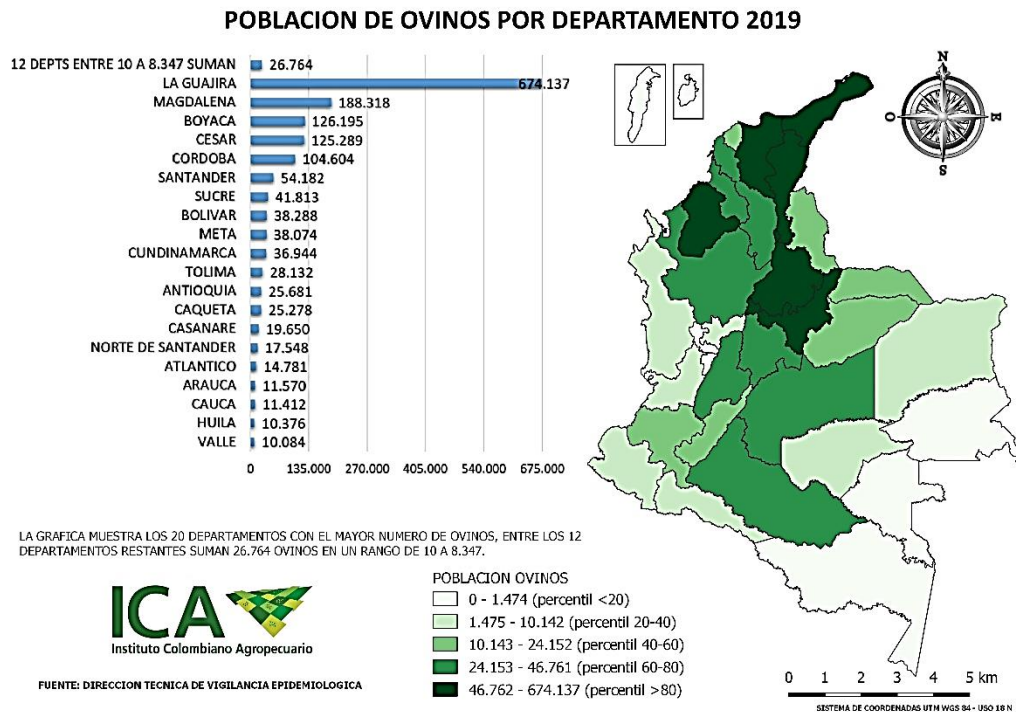 POBLACION DE OVINOS POR DEPARTAMENTO 2019
12 DEPTS ENTRE 10 A 8.347 SUMAN 26.764
LA GUAJIRA 674.137
MAGDALENA 188.318
BOYACA 126.195
CESAR 125.289
CORDOBA 104.604
SANTANDER 54.182
SUCRE 41.813
BOLIVAR 38.288
META 38.074
CUNDINAMARCA 36.944
TOLIMA 28.132
ANTIOQUIA 25.681
CAQUETA 25.278
CASANARE 19.650
NORTE DE SANTANDER 17.548
ATLANTICO 14.781
ARAUCA 11.570
CAUCA 11.412
HUILA 10.376
VALLE 10.084
0 135.000 270.000 405.000 540.000 675.000
N
O E
S
LA GRAFICA MUESTRA LOS 20 DEPARTAMENTOS CON EL MAYOR NUMERO DE OVINOS, ENTRE LOS 12
DEPARTAMENTOS RESTANTES SUMAN 26.764 OVINOS EN UN RANGO DE 10 A 8.347.
ICA
Instituto Colombiano Agropecuario
FUENTE: DIRECCION TECNICA DE VIGILANCIA EPIDEMIOLOGICA
POBLACION OVINOS
0 - 1.474 (percentil <20)
1.475 - 10.142 (percentil 20-40)
10.143 - 24.152 (percentil 40-60)
24.153 - 46.761 (percentil 60-80)
46.762 - 674.137 (percentil >80)
0 1 2 3 4 5 km
SISTEMA DE COORDENADAS UTM WGS 84 - USO 18 N